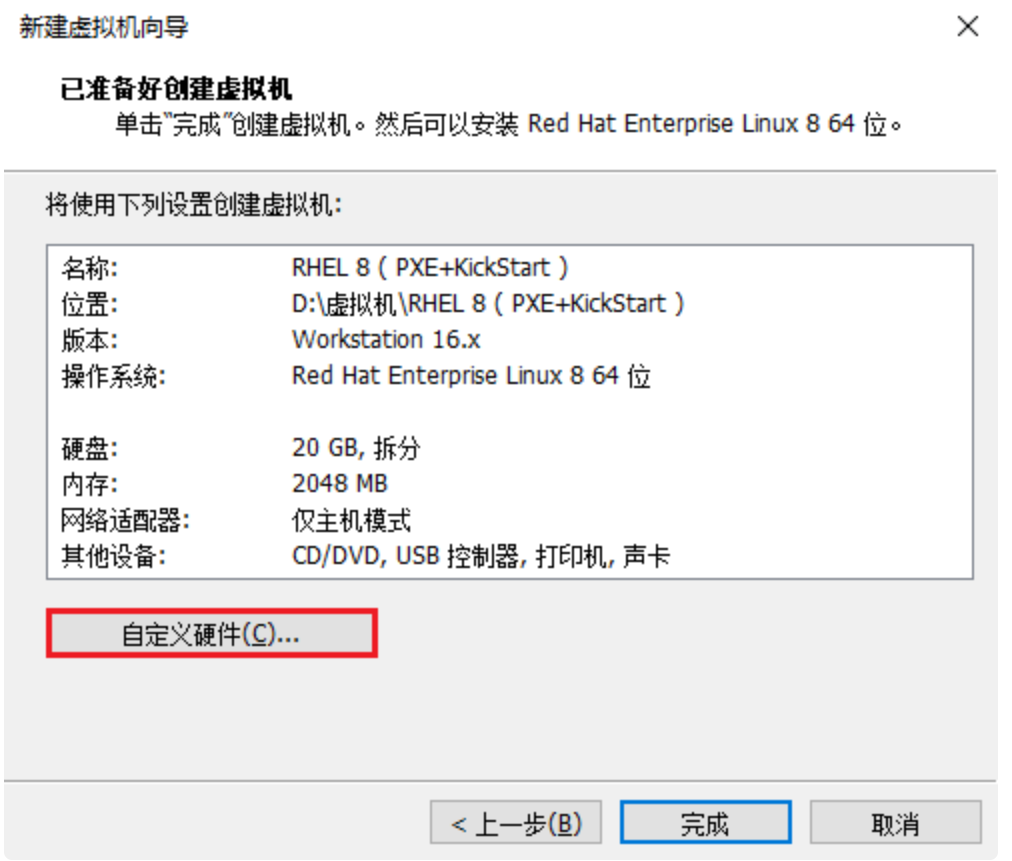 新建虚拟机向导
已准备好创建虚拟机
单击"完成"创建虚拟机。然后可以安装 Red Hat Enterprise Linux 8 64 位。
将使用下列设置创建虚拟机:
名称: RHEL 8 ( PXE+KickStart )
位置: D:\虚拟机\RHEL 8 ( PXE+KickStart )
版本: Workstation 16.x
操作系统: Red Hat Enterprise Linux 8 64 位
硬盘: 20 GB, 拆分
内存: 2048 MB
网络适配器: 仅主机模式
其他设备: CD/DVD, USB 控制器, 打印机, 声卡
自定义硬件(C)...
< 上一步(B) 完成 取消